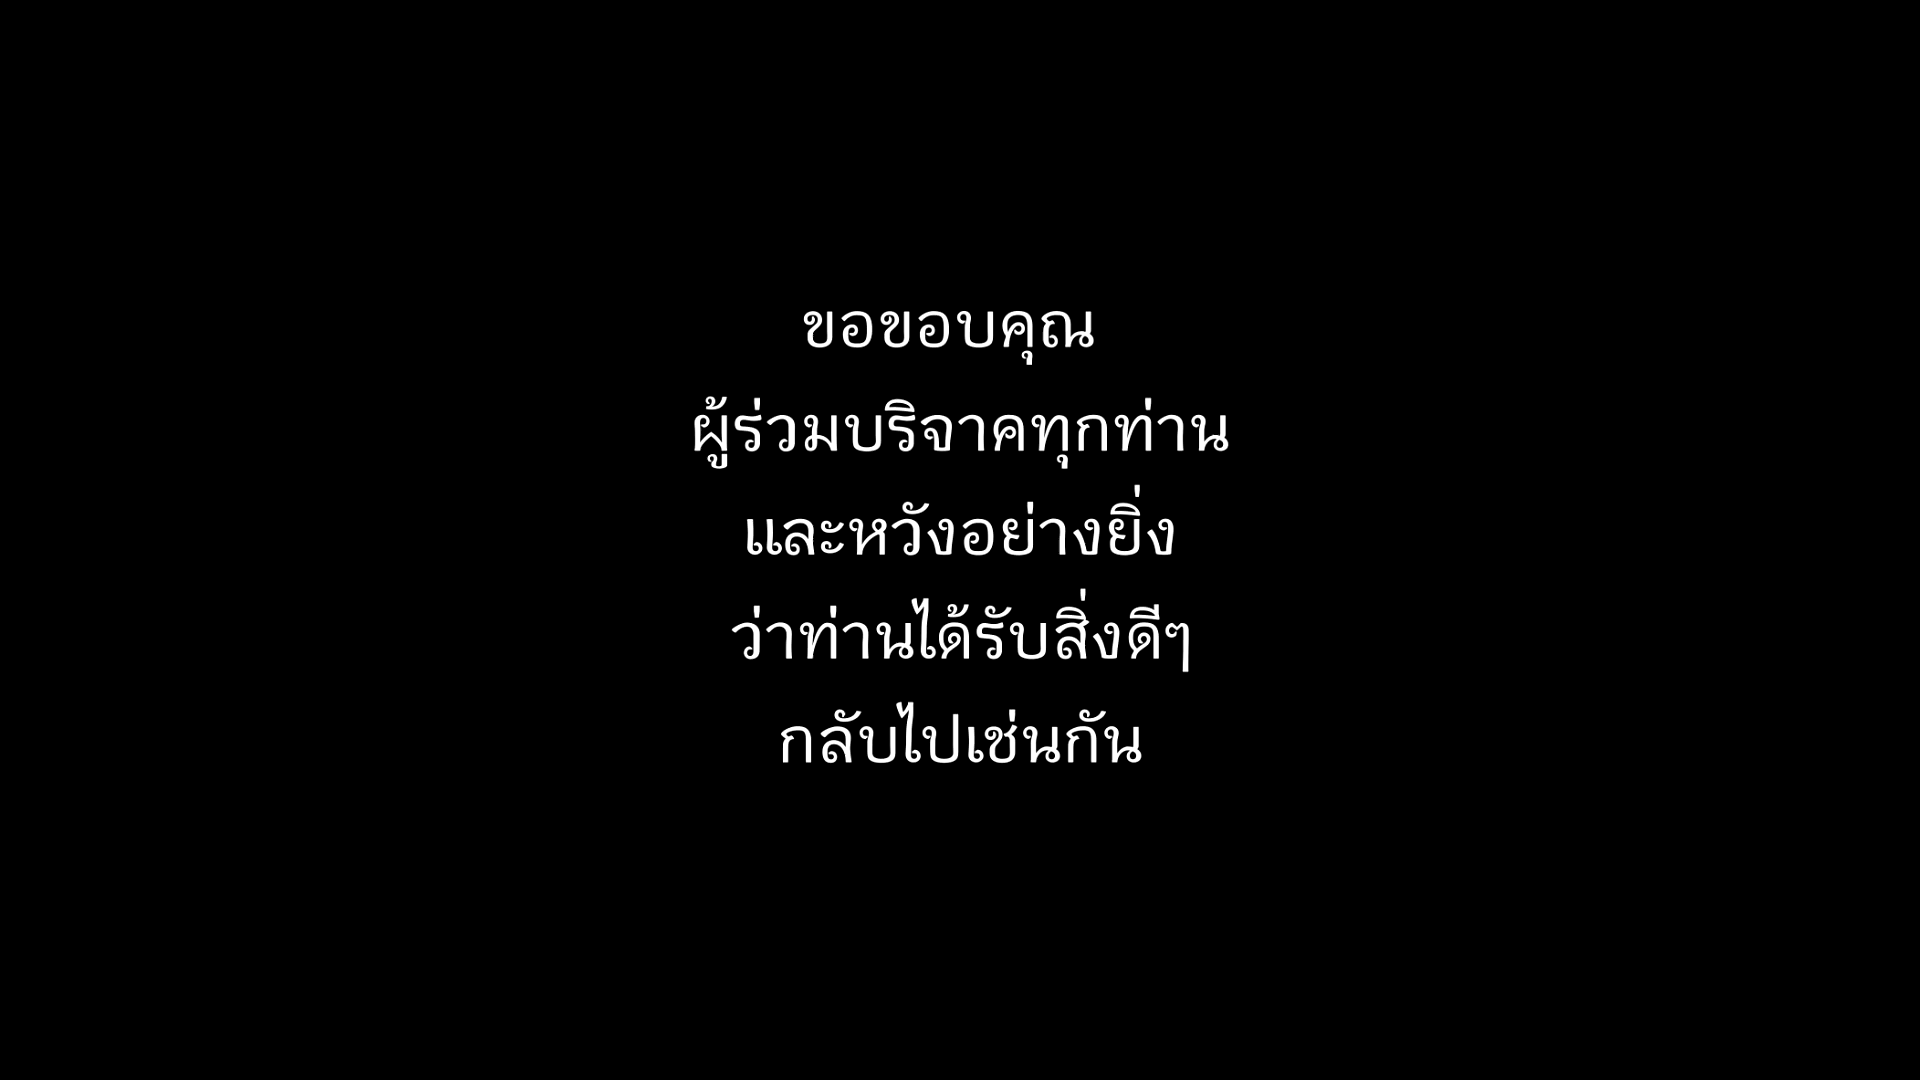 ขอขอบคุณ
ผู้ร่วมบริจาคทุกท่าน
และหวังอย่างยิ่ง
ว่าท่านได้รับสิ่งดีๆ
กลับไปเช่นกัน